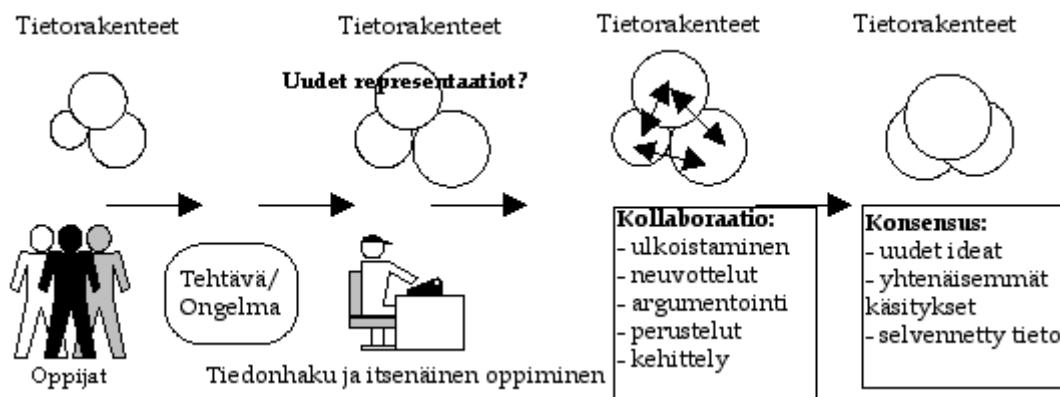 Tietorakenteet
Tietorakenteet
Tietorakenteet
Tietorakenteet
Uudet representaatiot?
Oppijat
Tehtävä/
Ongelma
Tiedonhaku ja itsenäinen oppiminen
Kollaboraatio:
- ulkoistaminen
- neuvottelut
- argumentointi
- perustelut
- kehittely
Konsensus:
- uudet ideat
- yhtenäisemmät
käsitykset
- selvennetty tieto